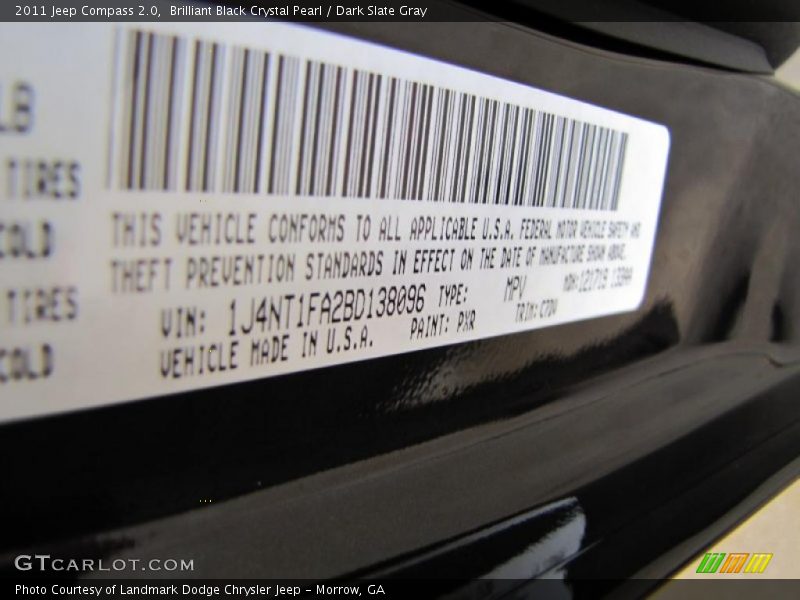 2011 Jeep Compass 2.0,  Brilliant Black Crystal Pearl / Dark Slate Gray
LB
TIRES
COLD
TIRES
COLD
THIS VEHICLE CONFORMS TO ALL APPLICABLE U.S.A. FEDERAL MOTOR VEHICLE SAFETY AND
THEFT PREVENTION STANDARDS IN EFFECT ON THE DATE OF MANUFACTURE SHOWN ABOVE.
VIN: 1J4NT1FA2BD138096 TYPE: MPV
VEHICLE MADE IN U.S.A. PAINT: PXR TRIM:
GTCARLOT.COM
Photo Courtesy of Landmark Dodge Chrysler Jeep – Morrow, GA